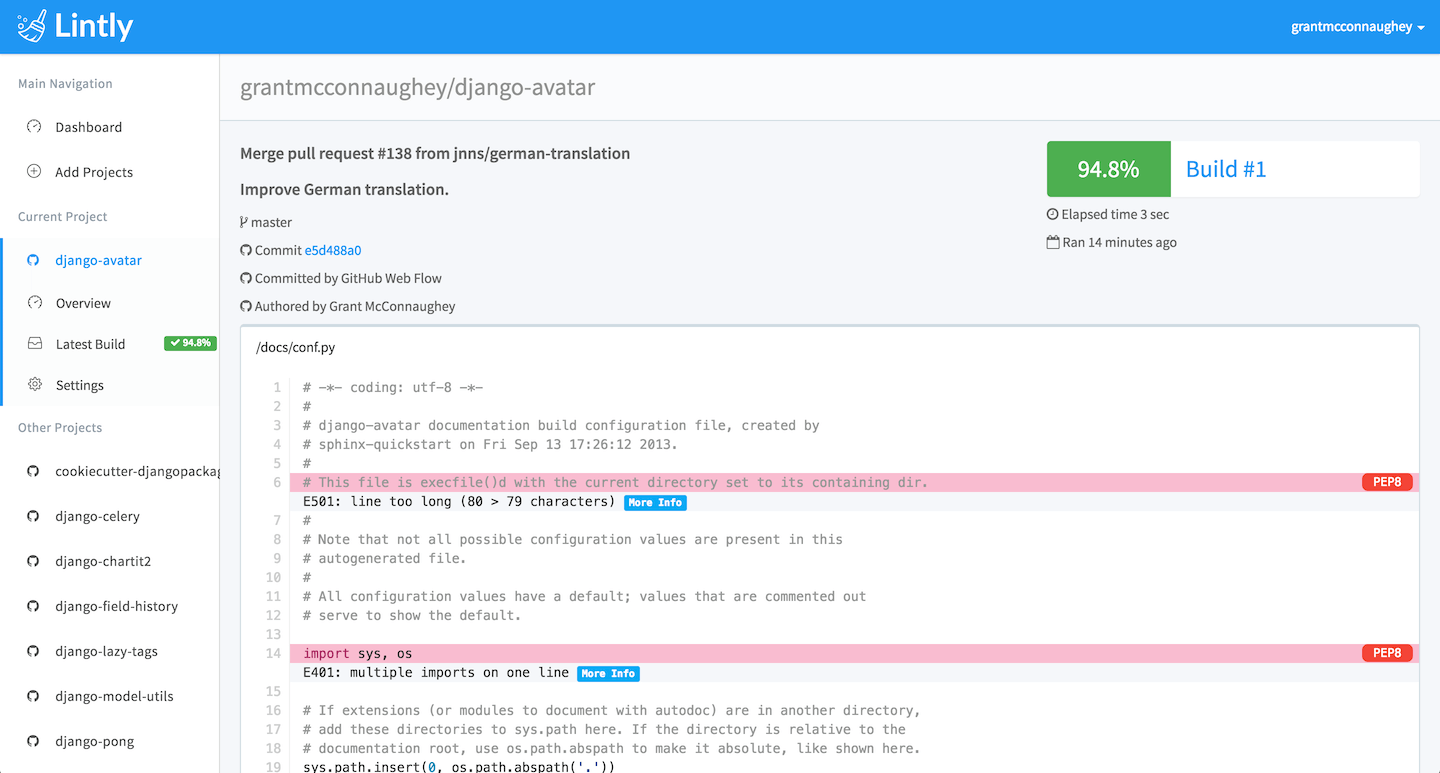 Lintly
grantmcconnaughey
Main Navigation
Dashboard
Add Projects
Current Project
django-avatar
Overview
Latest Build 94.8%
Settings
Other Projects
cookiecutter-djangopackag
django-celery
django-chartit2
django-field-history
django-lazy-tags
django-model-utils
django-pong
grantmcconnaughey/django-avatar
Merge pull request #138 from jnns/german-translation
Improve German translation.
master
Commit e5d488a0
Committed by GitHub Web Flow
Authored by Grant McConnaughey
94.8% Build #1
Elapsed time 3 sec
Ran 14 minutes ago
/docs/conf.py
1 # -*- coding: utf-8 -*-
2 #
3 # django-avatar documentation build configuration file, created by
4 # sphinx-quickstart on Fri Sep 13 17:26:12 2013.
5 #
6 # This file is execfile()d with the current directory set to its containing dir. PEP8
E501: line too long (80 > 79 characters) More Info
7 #
8 # Note that not all possible configuration values are present in this
9 # autogenerated file.
10 #
11 # All configuration values have a default; values that are commented out
12 # serve to show the default.
13
14 import sys, os PEP8
E401: multiple imports on one line More Info
15
16 # If extensions (or modules to document with autodoc) are in another directory,
17 # add these directories to sys.path here. If the directory is relative to the
18 # documentation root, use os.path.abspath to make it absolute, like shown here.
19 sys.path.insert(0, os.path.abspath('.'))